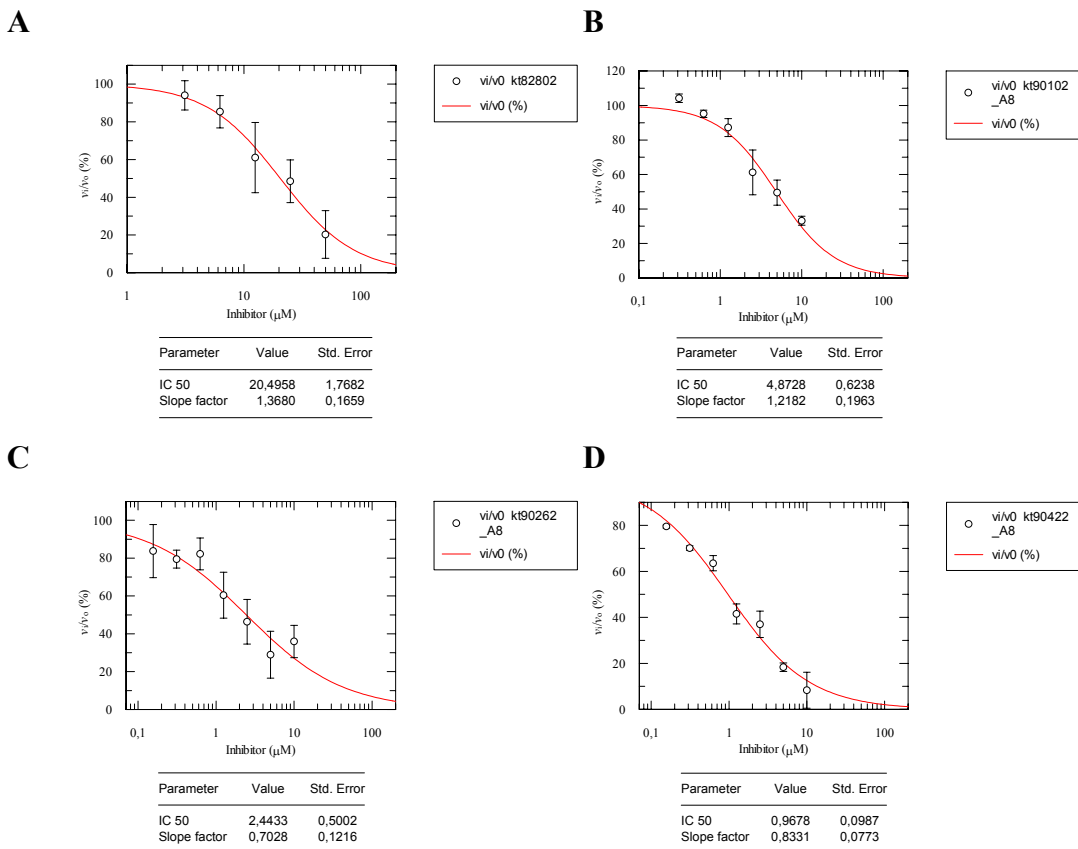 A
vi/v0 kt82802
vi/v0 (%)
100
80
60
40
20
0
vi/vo (%)
1
10
100
Inhibitor (μM)
Parameter Value Std. Error
IC 50 20,4958 1,7682
Slope factor 1,3680 0,1659
B
vi/v0 kt90102
_A8
vi/v0 (%)
120
100
80
60
40
20
0
vi/vo (%)
0,1
1
10
100
Inhibitor (μM)
Parameter Value Std. Error
IC 50 4,8728 0,6238
Slope factor 1,2182 0,1963
C
vi/v0 kt90262
_A8
vi/v0 (%)
100
80
60
40
20
0
vi/vo (%)
0,1
1
10
100
Inhibitor (μM)
Parameter Value Std. Error
IC 50 2,4433 0,5002
Slope factor 0,7028 0,1216
D
vi/v0 kt90422
_A8
vi/v0 (%)
80
60
40
20
0
vi/vo (%)
0,1
1
10
100
Inhibitor (μM)
Parameter Value Std. Error
IC 50 0,9678 0,0987
Slope factor 0,8331 0,0773